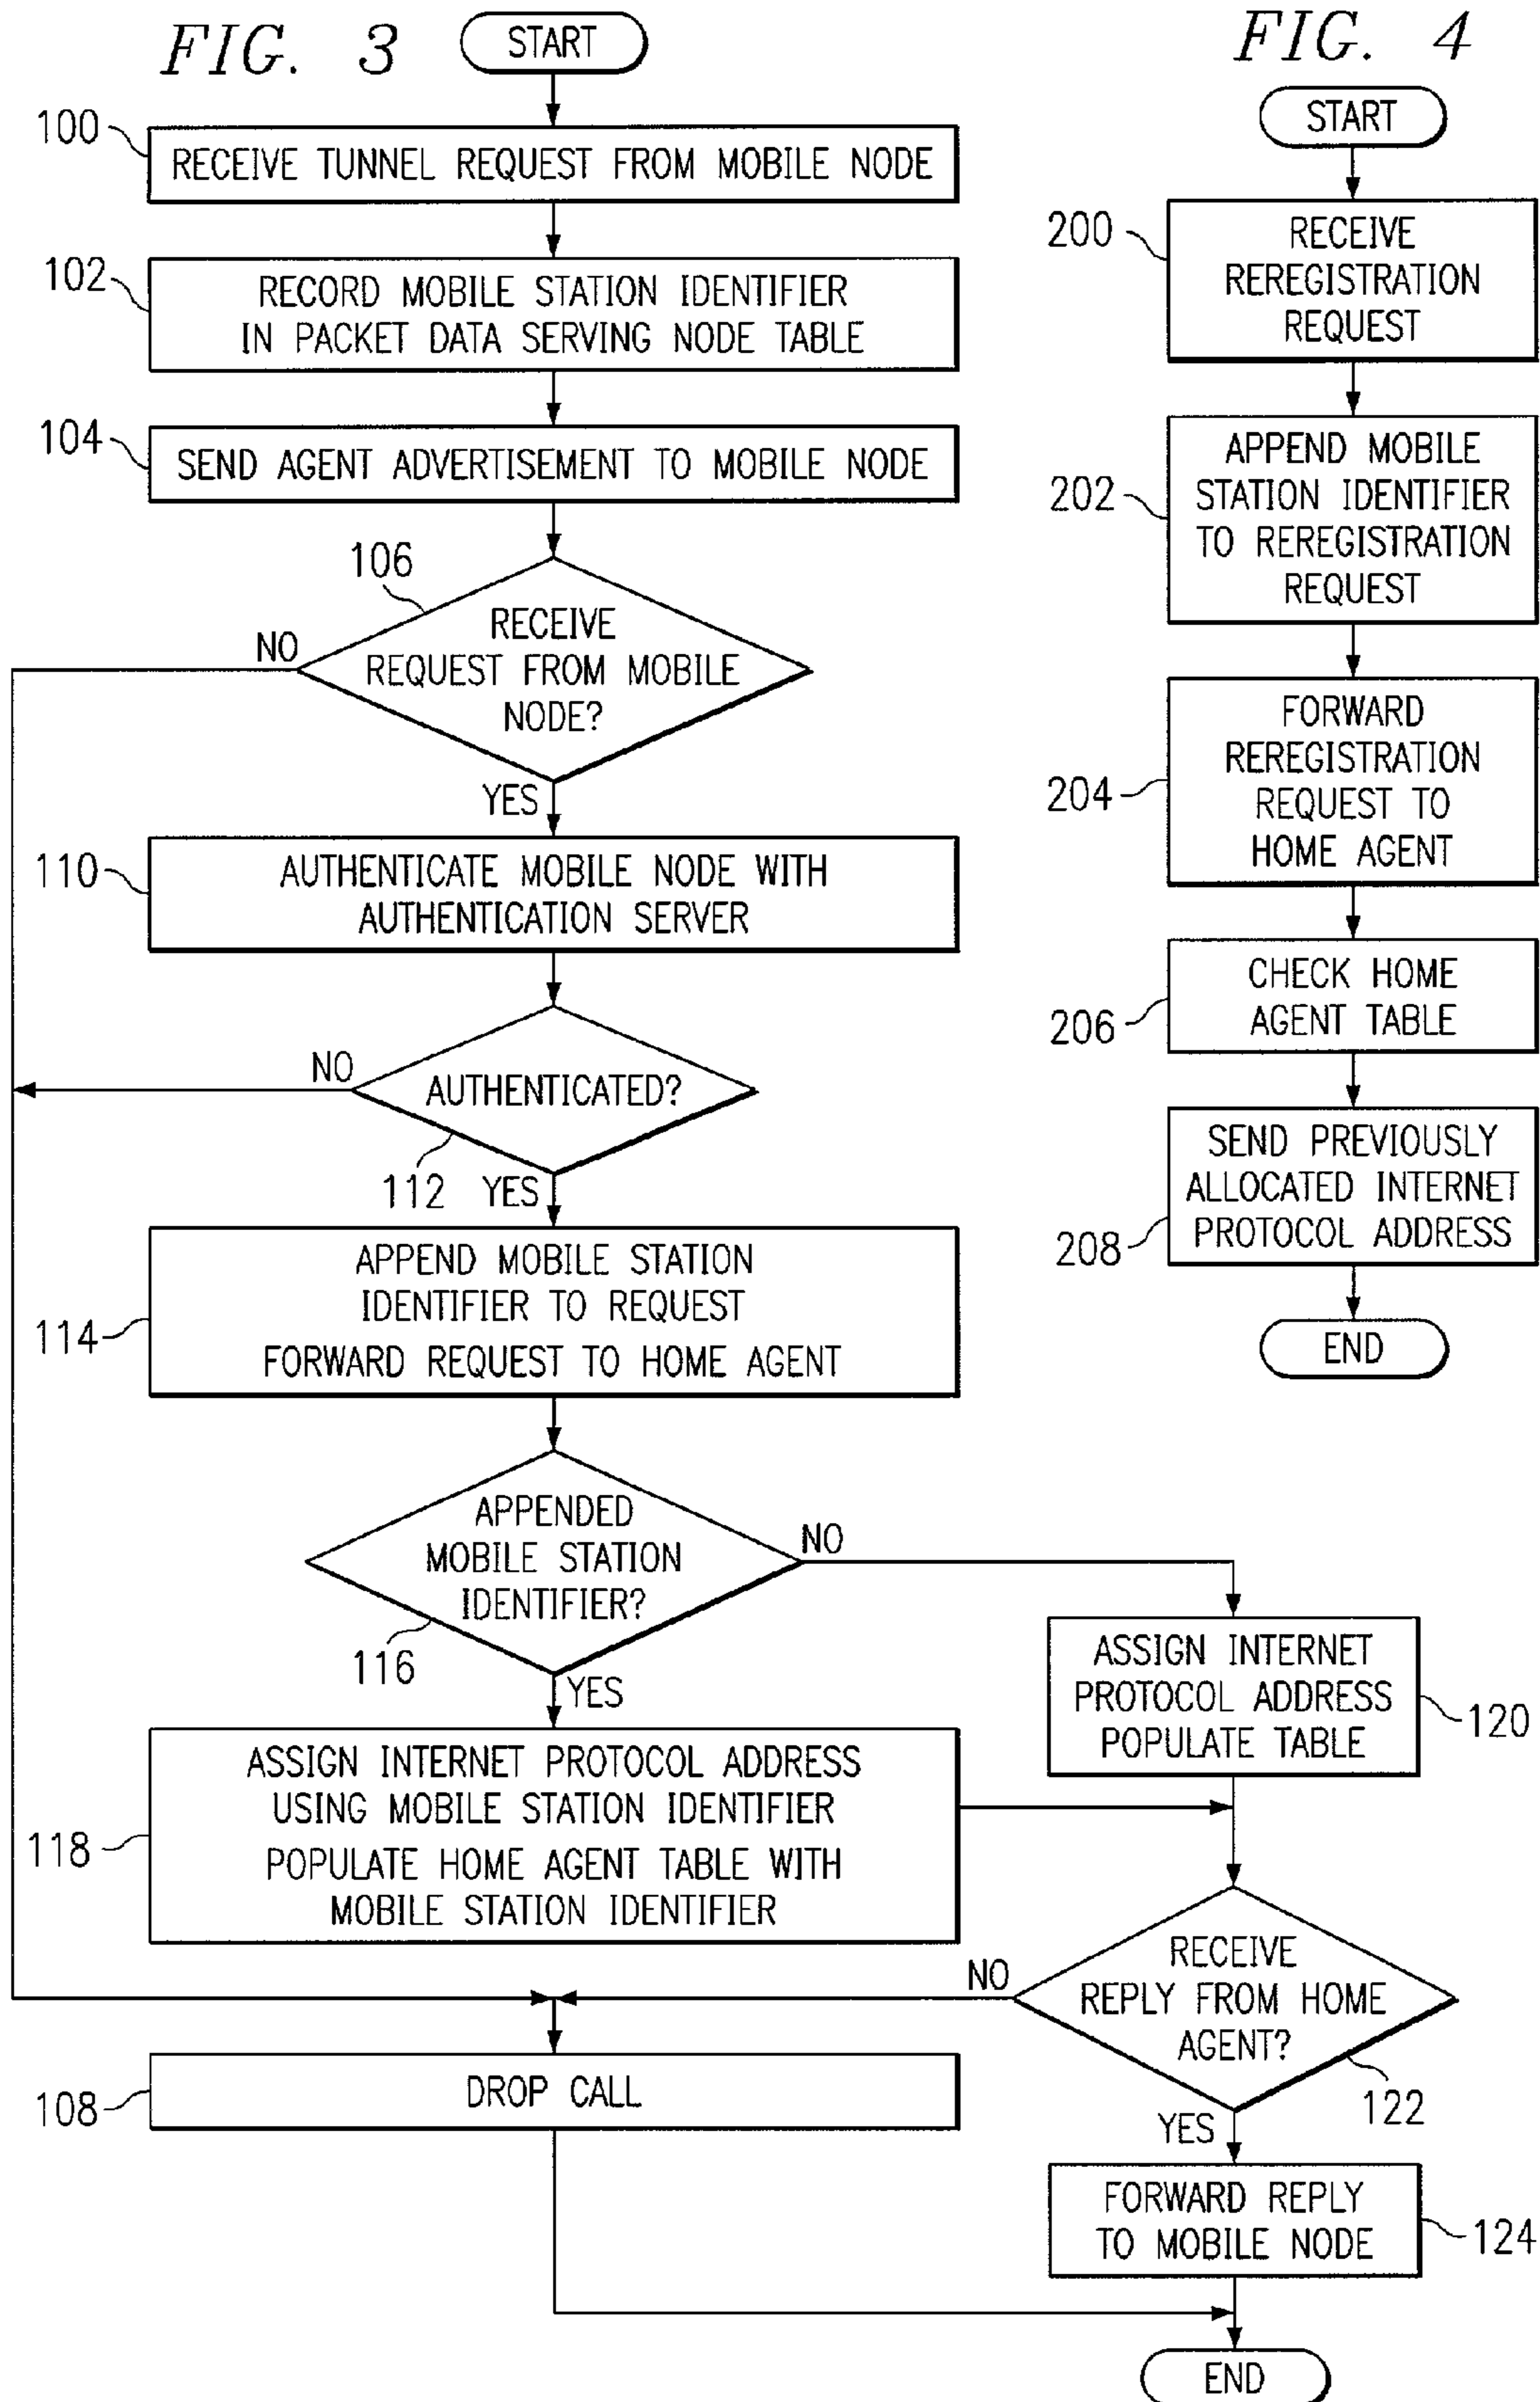 FIG. 3
START
100
RECEIVE TUNNEL REQUEST FROM MOBILE NODE
102
RECORD MOBILE STATION IDENTIFIER
IN PACKET DATA SERVING NODE TABLE
104
SEND AGENT ADVERTISEMENT TO MOBILE NODE
106
RECEIVE
REQUEST FROM MOBILE
NODE?
NO
YES
110
AUTHENTICATE MOBILE NODE WITH
AUTHENTICATION SERVER
NO
AUTHENTICATED?
112
YES
114
APPEND MOBILE STATION
IDENTIFIER TO REQUEST
FORWARD REQUEST TO HOME AGENT
APPENDED
MOBILE STATION
IDENTIFIER?
NO
116
YES
118
ASSIGN INTERNET PROTOCOL ADDRESS
USING MOBILE STATION IDENTIFIER
POPULATE HOME AGENT TABLE WITH
MOBILE STATION IDENTIFIER
ASSIGN INTERNET
PROTOCOL ADDRESS
POPULATE TABLE
120
RECEIVE
REPLY FROM HOME
AGENT?
NO
122
YES
108
DROP CALL
FORWARD REPLY
TO MOBILE NODE
124
END
FIG. 4
START
200
RECEIVE
REREGISTRATION
REQUEST
202
APPEND MOBILE
STATION IDENTIFIER
TO REREGISTRATION
REQUEST
204
FORWARD
REREGISTRATION
REQUEST TO
HOME AGENT
206
CHECK HOME
AGENT TABLE
208
SEND PREVIOUSLY
ALLOCATED INTERNET
PROTOCOL ADDRESS
END